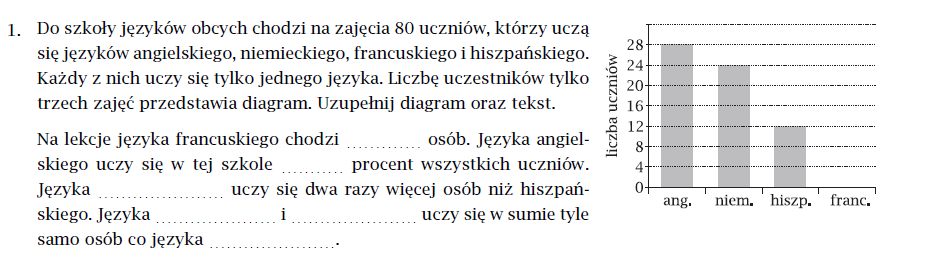 1. Do szkoły języków obcych chodzi na zajęcia 80 uczniów, którzy uczą
się języków angielskiego, niemieckiego, francuskiego i hiszpańskiego.
Każdy z nich uczy się tylko jednego języka. Liczbę uczestników tylko
trzech zajęć przedstawia diagram. Uzupełnij diagram oraz tekst.
Na lekcje języka francuskiego chodzi ............ osób. Języka angiel-
skiego uczy się w tej szkole .......... procent wszystkich uczniów.
Języka ..................... uczy się dwa razy więcej osób niż hiszpań-
skiego. Języka .................... i ..................... uczy się w sumie tyle
samo osób co języka .....................
liczba uczniów
28
24
20
16
12
8
4
0
ang. niem. hiszp. franc.